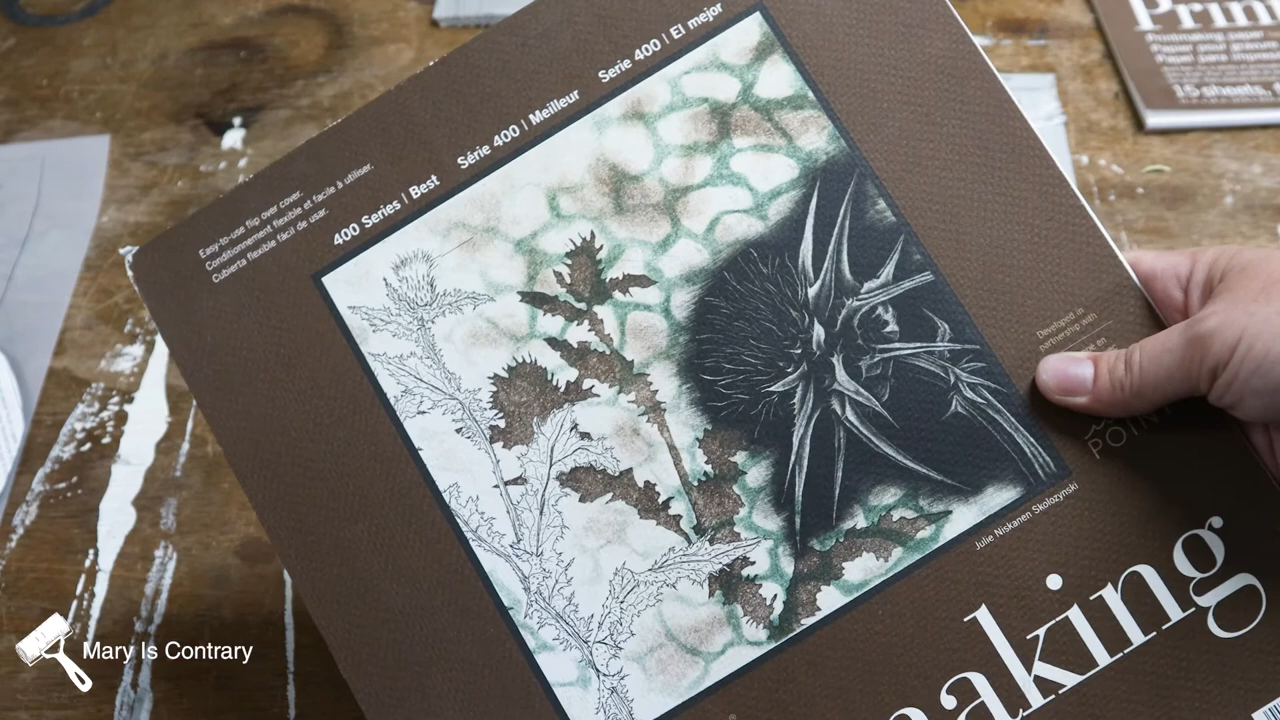 Easy-to-use flip over cover.
Conditionnement flexible et facile à utiliser.
Cubierta flexible fácil de usar.
400 Series | Best
Série 400 | Meilleur
Serie 400 | El mejor
Printmaking paper
15 sheets,
Developed in
partnership with
Julie Niskanen Skolozynski
aking
Mary Is Contrary